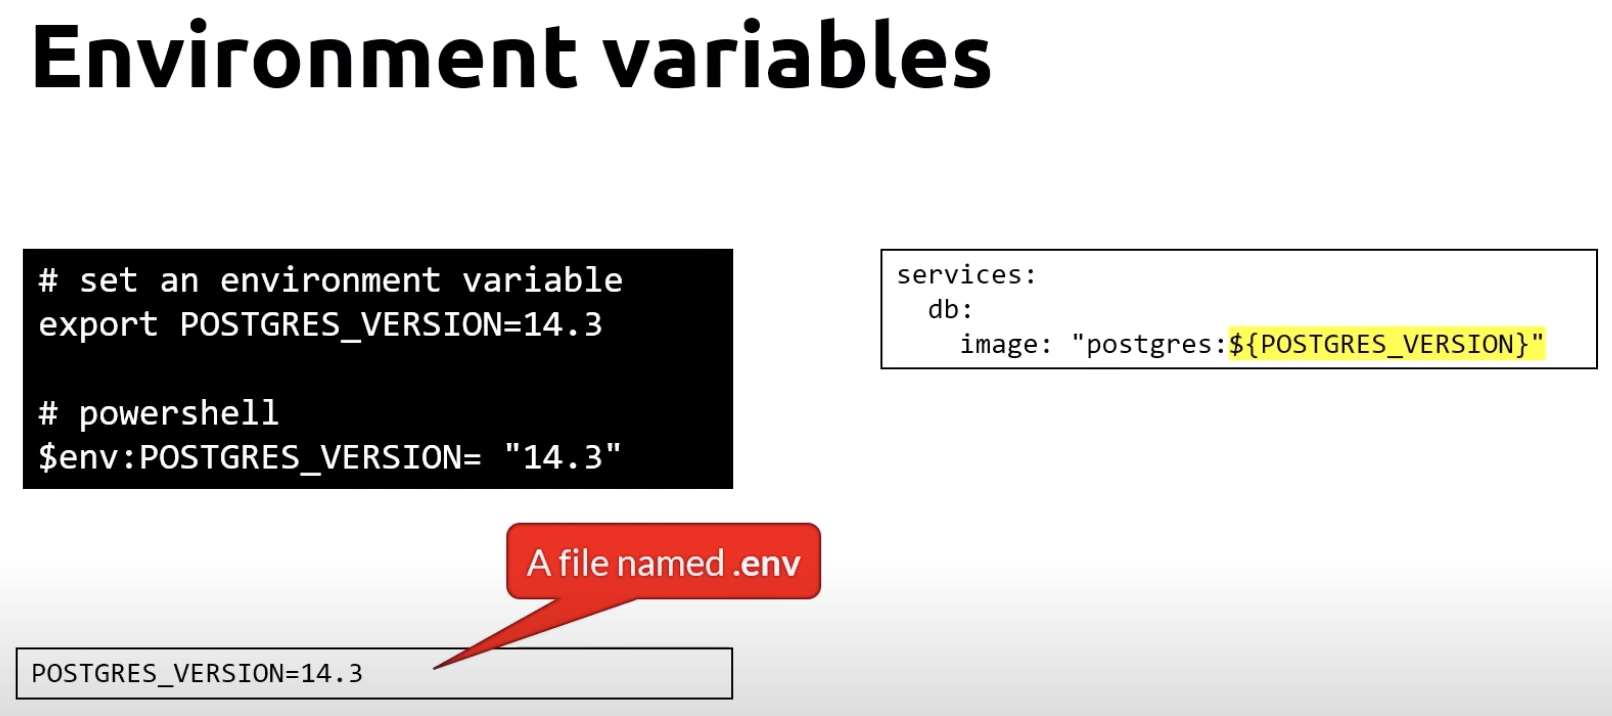 Environment variables
# set an environment variable
export POSTGRES_VERSION=14.3
# powershell
$env:POSTGRES_VERSION= "14.3"
services:
  db:
    image: "postgres:${POSTGRES_VERSION}"
A file named .env
POSTGRES_VERSION=14.3